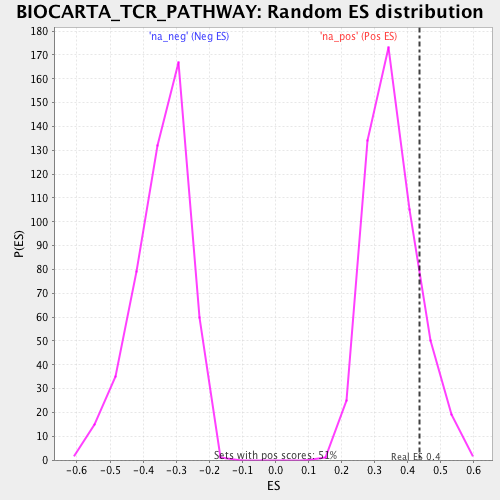 BIOCARTA_TCR_PATHWAY: Random ES distribution
'na_neg' (Neg ES)
'na_pos' (Pos ES)
180
170
160
150
140
130
120
110
100
90
80
70
60
50
40
30
20
10
0
P(ES)
Sets with pos scores: 51%
Real ES 0.4
-0.6 -0.5 -0.4 -0.3 -0.2 -0.1 0.0 0.1 0.2 0.3 0.4 0.5 0.6
ES